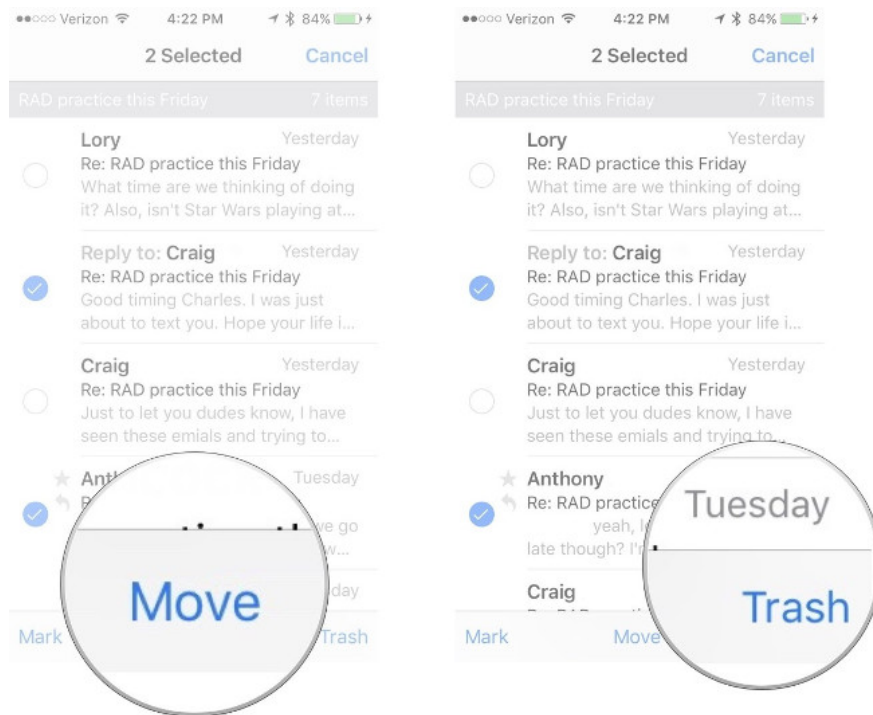 Verizon 4:22 PM 84%
2 Selected Cancel
RAD practice this Friday 7 items
Lory Yesterday
Re: RAD practice this Friday
What time are we thinking of doing
it? Also, isn't Star Wars playing at...
Reply to: Craig Yesterday
Re: RAD practice this Friday
Good timing Charles. I was just
about to text you. Hope your life i...
Craig Yesterday
Re: RAD practice this Friday
Just to let you dudes know, I have
seen these emials and trying to...
Tuesday
go
Move
Mark Trash
Verizon 4:22 PM 84%
2 Selected Cancel
RAD practice this Friday 7 items
Lory Yesterday
Re: RAD practice this Friday
What time are we thinking of doing
it? Also, isn't Star Wars playing at...
Reply to: Craig Yesterday
Re: RAD practice this Friday
Good timing Charles. I was just
about to text you. Hope your life i...
Craig Yesterday
Re: RAD practice this Friday
Just to let you dudes know, I have
seen these emials and trying to...
Anthony Tuesday
Re: RAD practice
yeah,
late though?
Craig
Trash
Mark Move